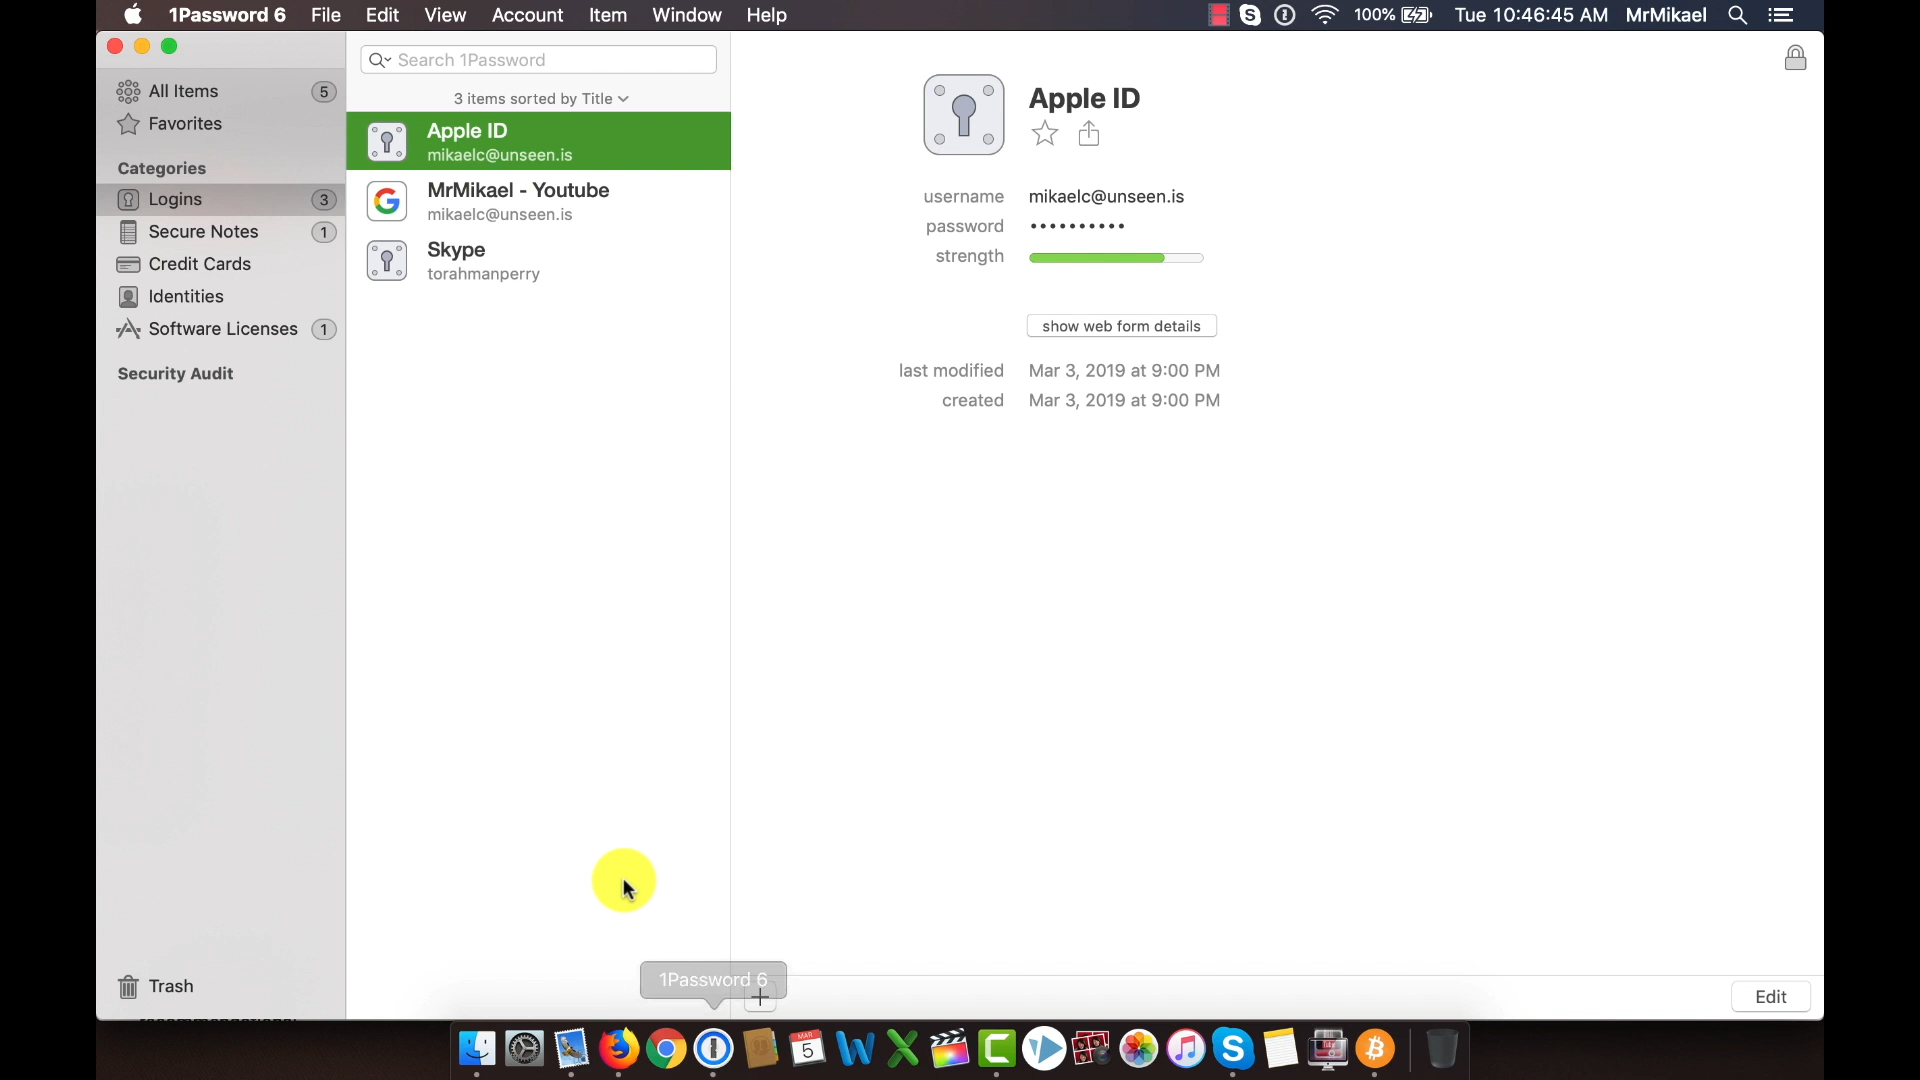 1Password 6 File Edit View Account Item Window Help 100% Tue 10:46:45 AM MrMikael
Search 1Password
3 items sorted by Title
All Items 5
Favorites
Categories
Logins 3
Secure Notes 1
Credit Cards
Identities
Software Licenses 1
Security Audit
Trash
Apple ID
mikaelc@unseen.is
MrMikael - Youtube
mikaelc@unseen.is
Skype
torahmanperry
Apple ID
username mikaelc@unseen.is
password ••••••••••
strength
show web form details
last modified Mar 3, 2019 at 9:00 PM
created Mar 3, 2019 at 9:00 PM
Edit
1Password 6
MAR
5